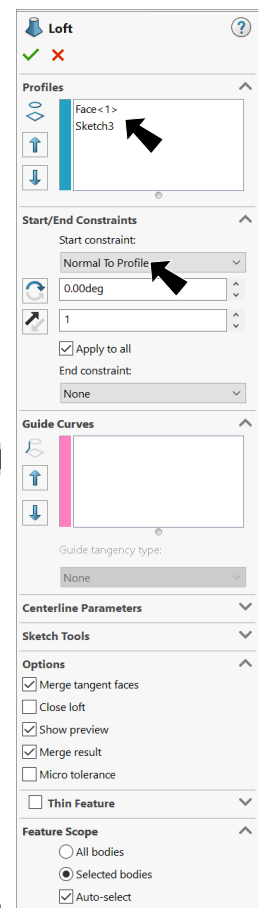 Loft
?
Profiles
Face<1>
Sketch3
Start/End Constraints
Start constraint:
Normal To Profile
0.00deg
1
Apply to all
End constraint:
None
Guide Curves
Guide tangency type:
None
Centerline Parameters
Sketch Tools
Options
Merge tangent faces
Close loft
Show preview
Merge result
Micro tolerance
Thin Feature
Feature Scope
All bodies
Selected bodies
Auto-select